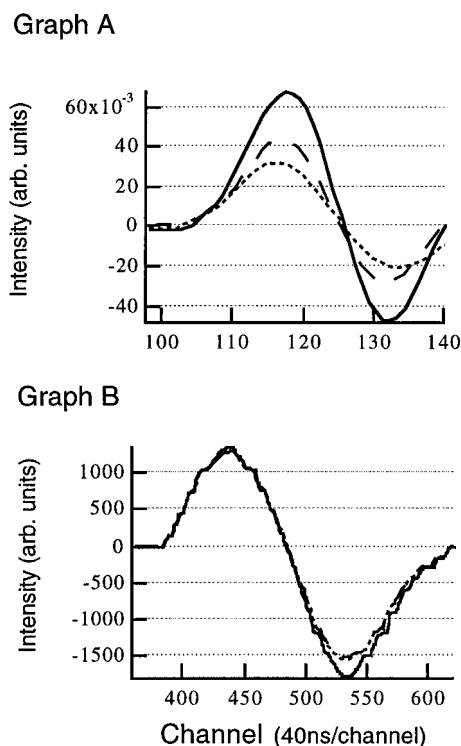 Graph A
Intensity (arb. units)
60x10⁻³
40
20
0
-20
-40
100 110 120 130 140
Graph B
Intensity (arb. units)
1000
500
0
-500
-1000
-1500
400 450 500 550 600
Channel (40ns/channel)